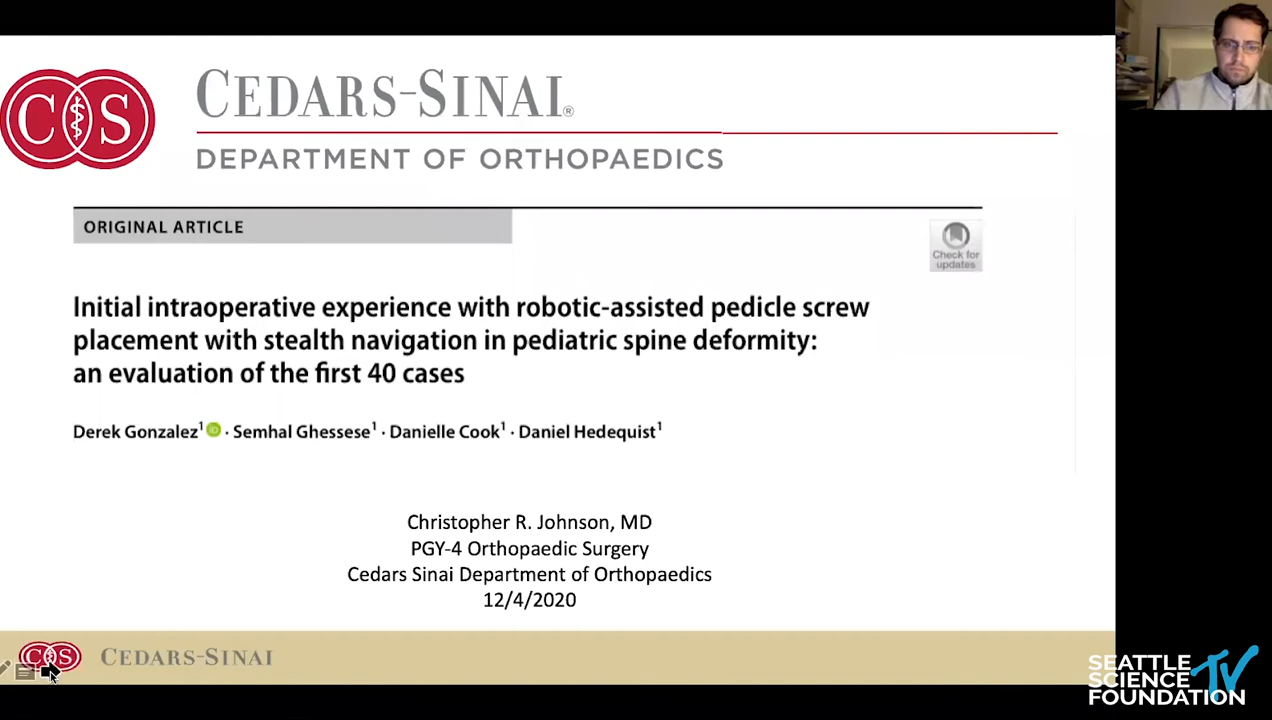 CS
CEDARS-SINAI®
DEPARTMENT OF ORTHOPAEDICS
ORIGINAL ARTICLE
Check for
updates
Initial intraoperative experience with robotic-assisted pedicle screw
placement with stealth navigation in pediatric spine deformity:
an evaluation of the first 40 cases
Derek Gonzalez¹ iD · Semhal Ghessese¹ · Danielle Cook¹ · Daniel Hedequist¹
Christopher R. Johnson, MD
PGY-4 Orthopaedic Surgery
Cedars Sinai Department of Orthopaedics
12/4/2020
CS
CEDARS-SINAI
SEATTLE
SCIENCE TV
FOUNDATION